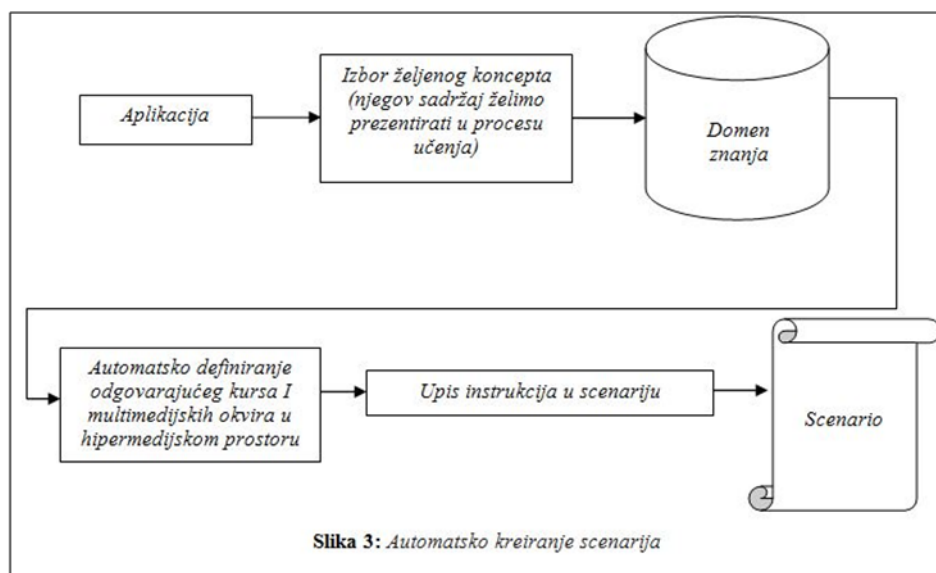 Aplikacija
Izbor željenog koncepta
(njegov sadržaj želimo
prezentirati u procesu
učenja)
Domen
znanja
Automatsko definiranje
odgovarajućeg kursa I
multimedijskih okvira u
hipermedijskom prostoru
Upis instrukcija u scenariju
Scenario
Slika 3: Automatsko kreiranje scenarija